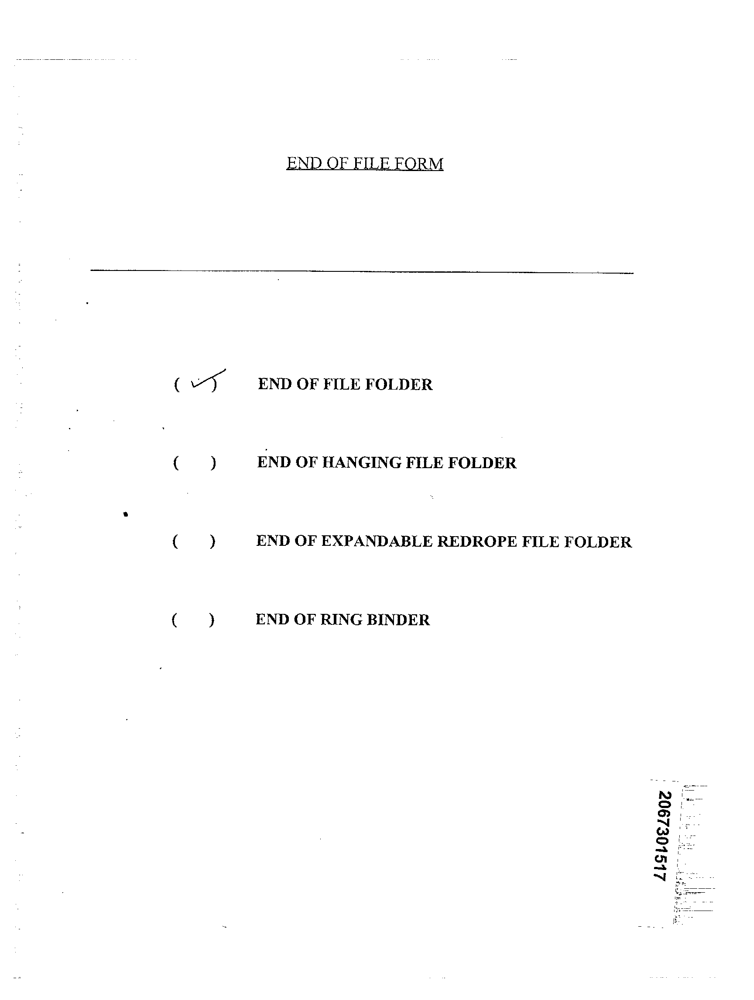 END OF FILE FORM
( ✓ ) END OF FILE FOLDER
( ) END OF HANGING FILE FOLDER
( ) END OF EXPANDABLE REDROPE FILE FOLDER
( ) END OF RING BINDER
2067301517